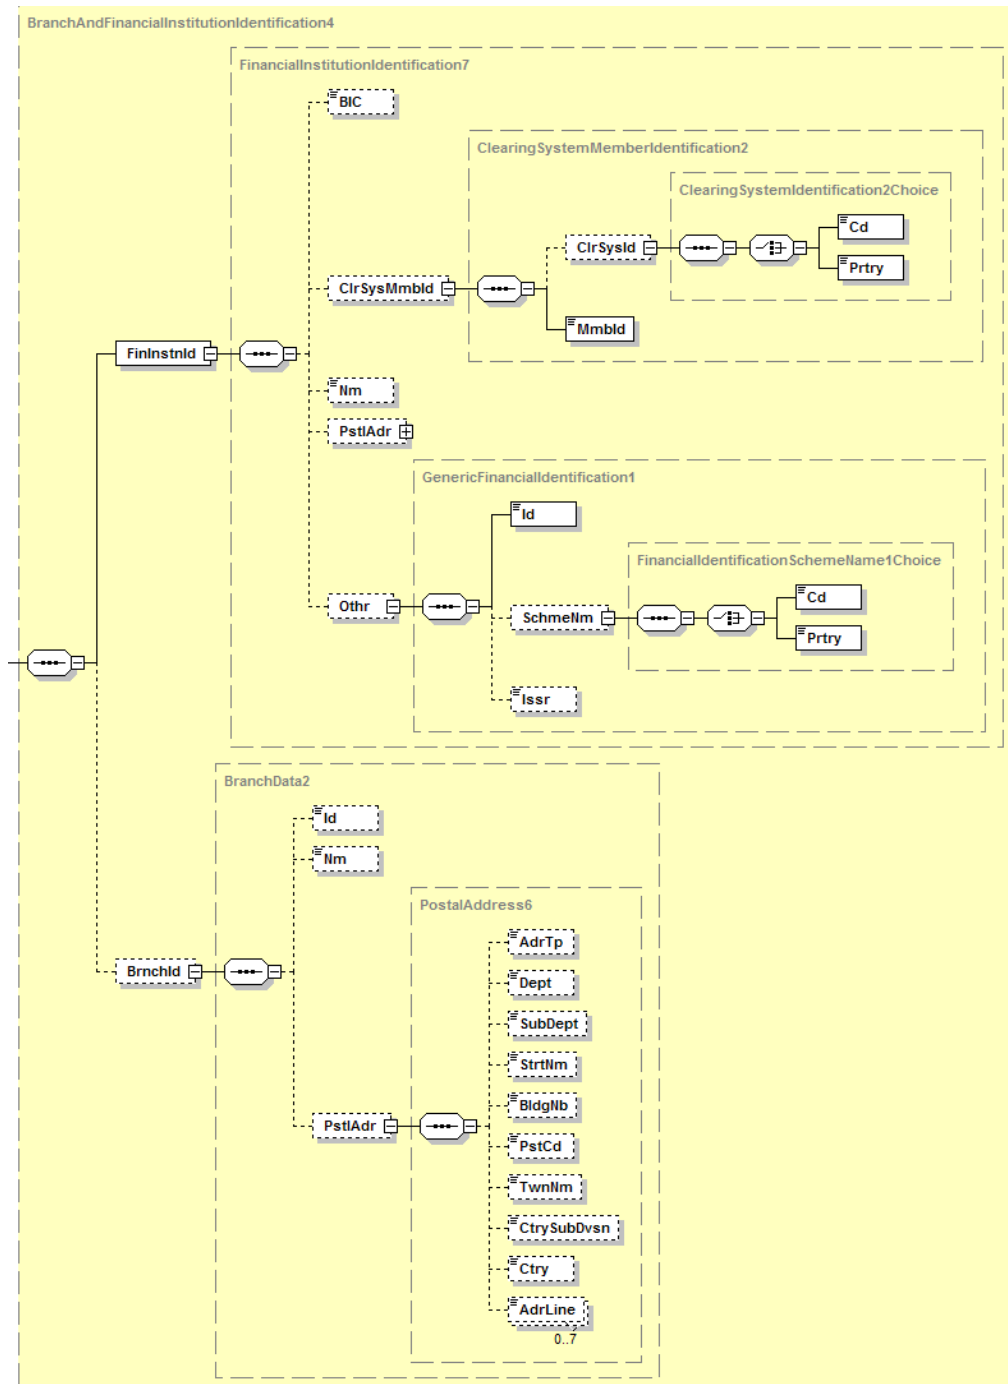 BranchAndFinancialInstitutionIdentification4
FinancialInstitutionIdentification7
BIC
ClearingSystemMemberIdentification2
ClearingSystemIdentification2Choice
Cd
ClrSysId
Prtry
ClrSysMmbId
MmbId
FinInstnId
Nm
PstlAdr
GenericFinancialIdentification1
Id
FinancialIdentificationSchemeName1Choice
Cd
Othr
SchmeNm
Prtry
Issr
BranchData2
Id
Nm
PostalAddress6
AdrTp
BrnchId
Dept
SubDept
StrtNm
BldgNb
PstlAdr
PstCd
TwnNm
CtrySubDvsn
Ctry
AdrLine
0..7